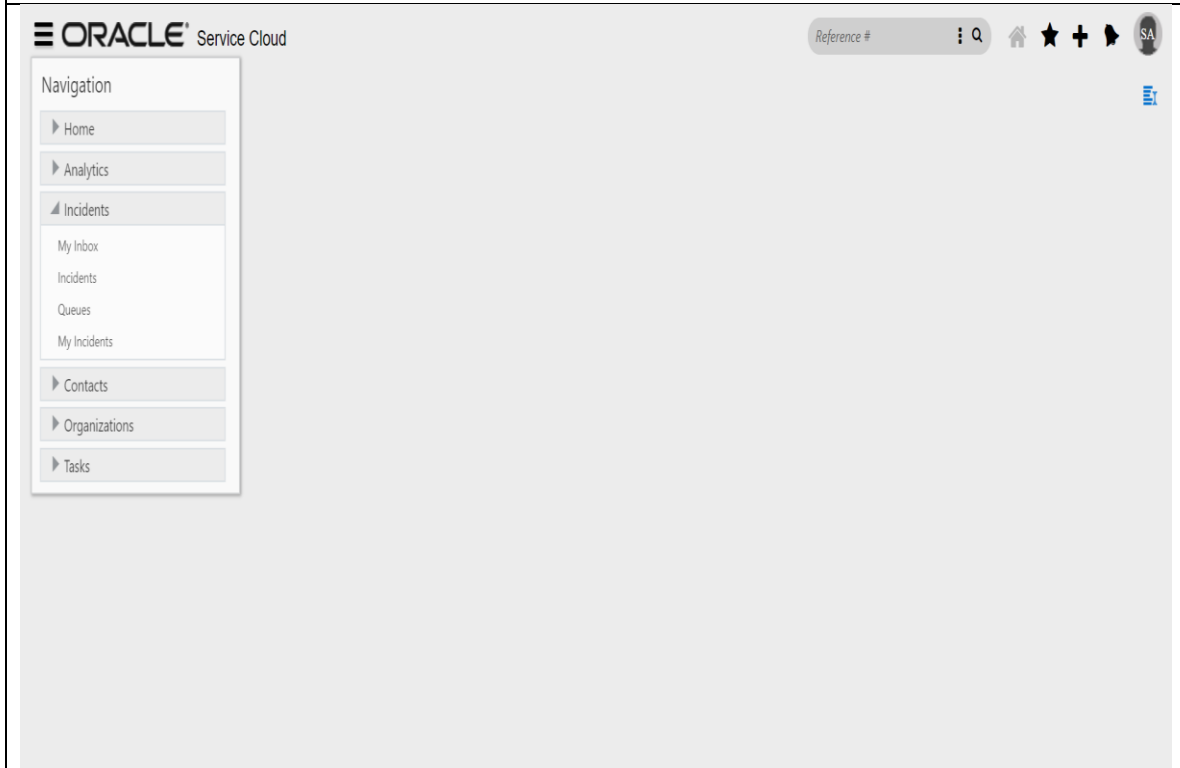 ORACLE Service Cloud
Reference #
SA
Navigation
Home
Analytics
Incidents
My Inbox
Incidents
Queues
My Incidents
Contacts
Organizations
Tasks